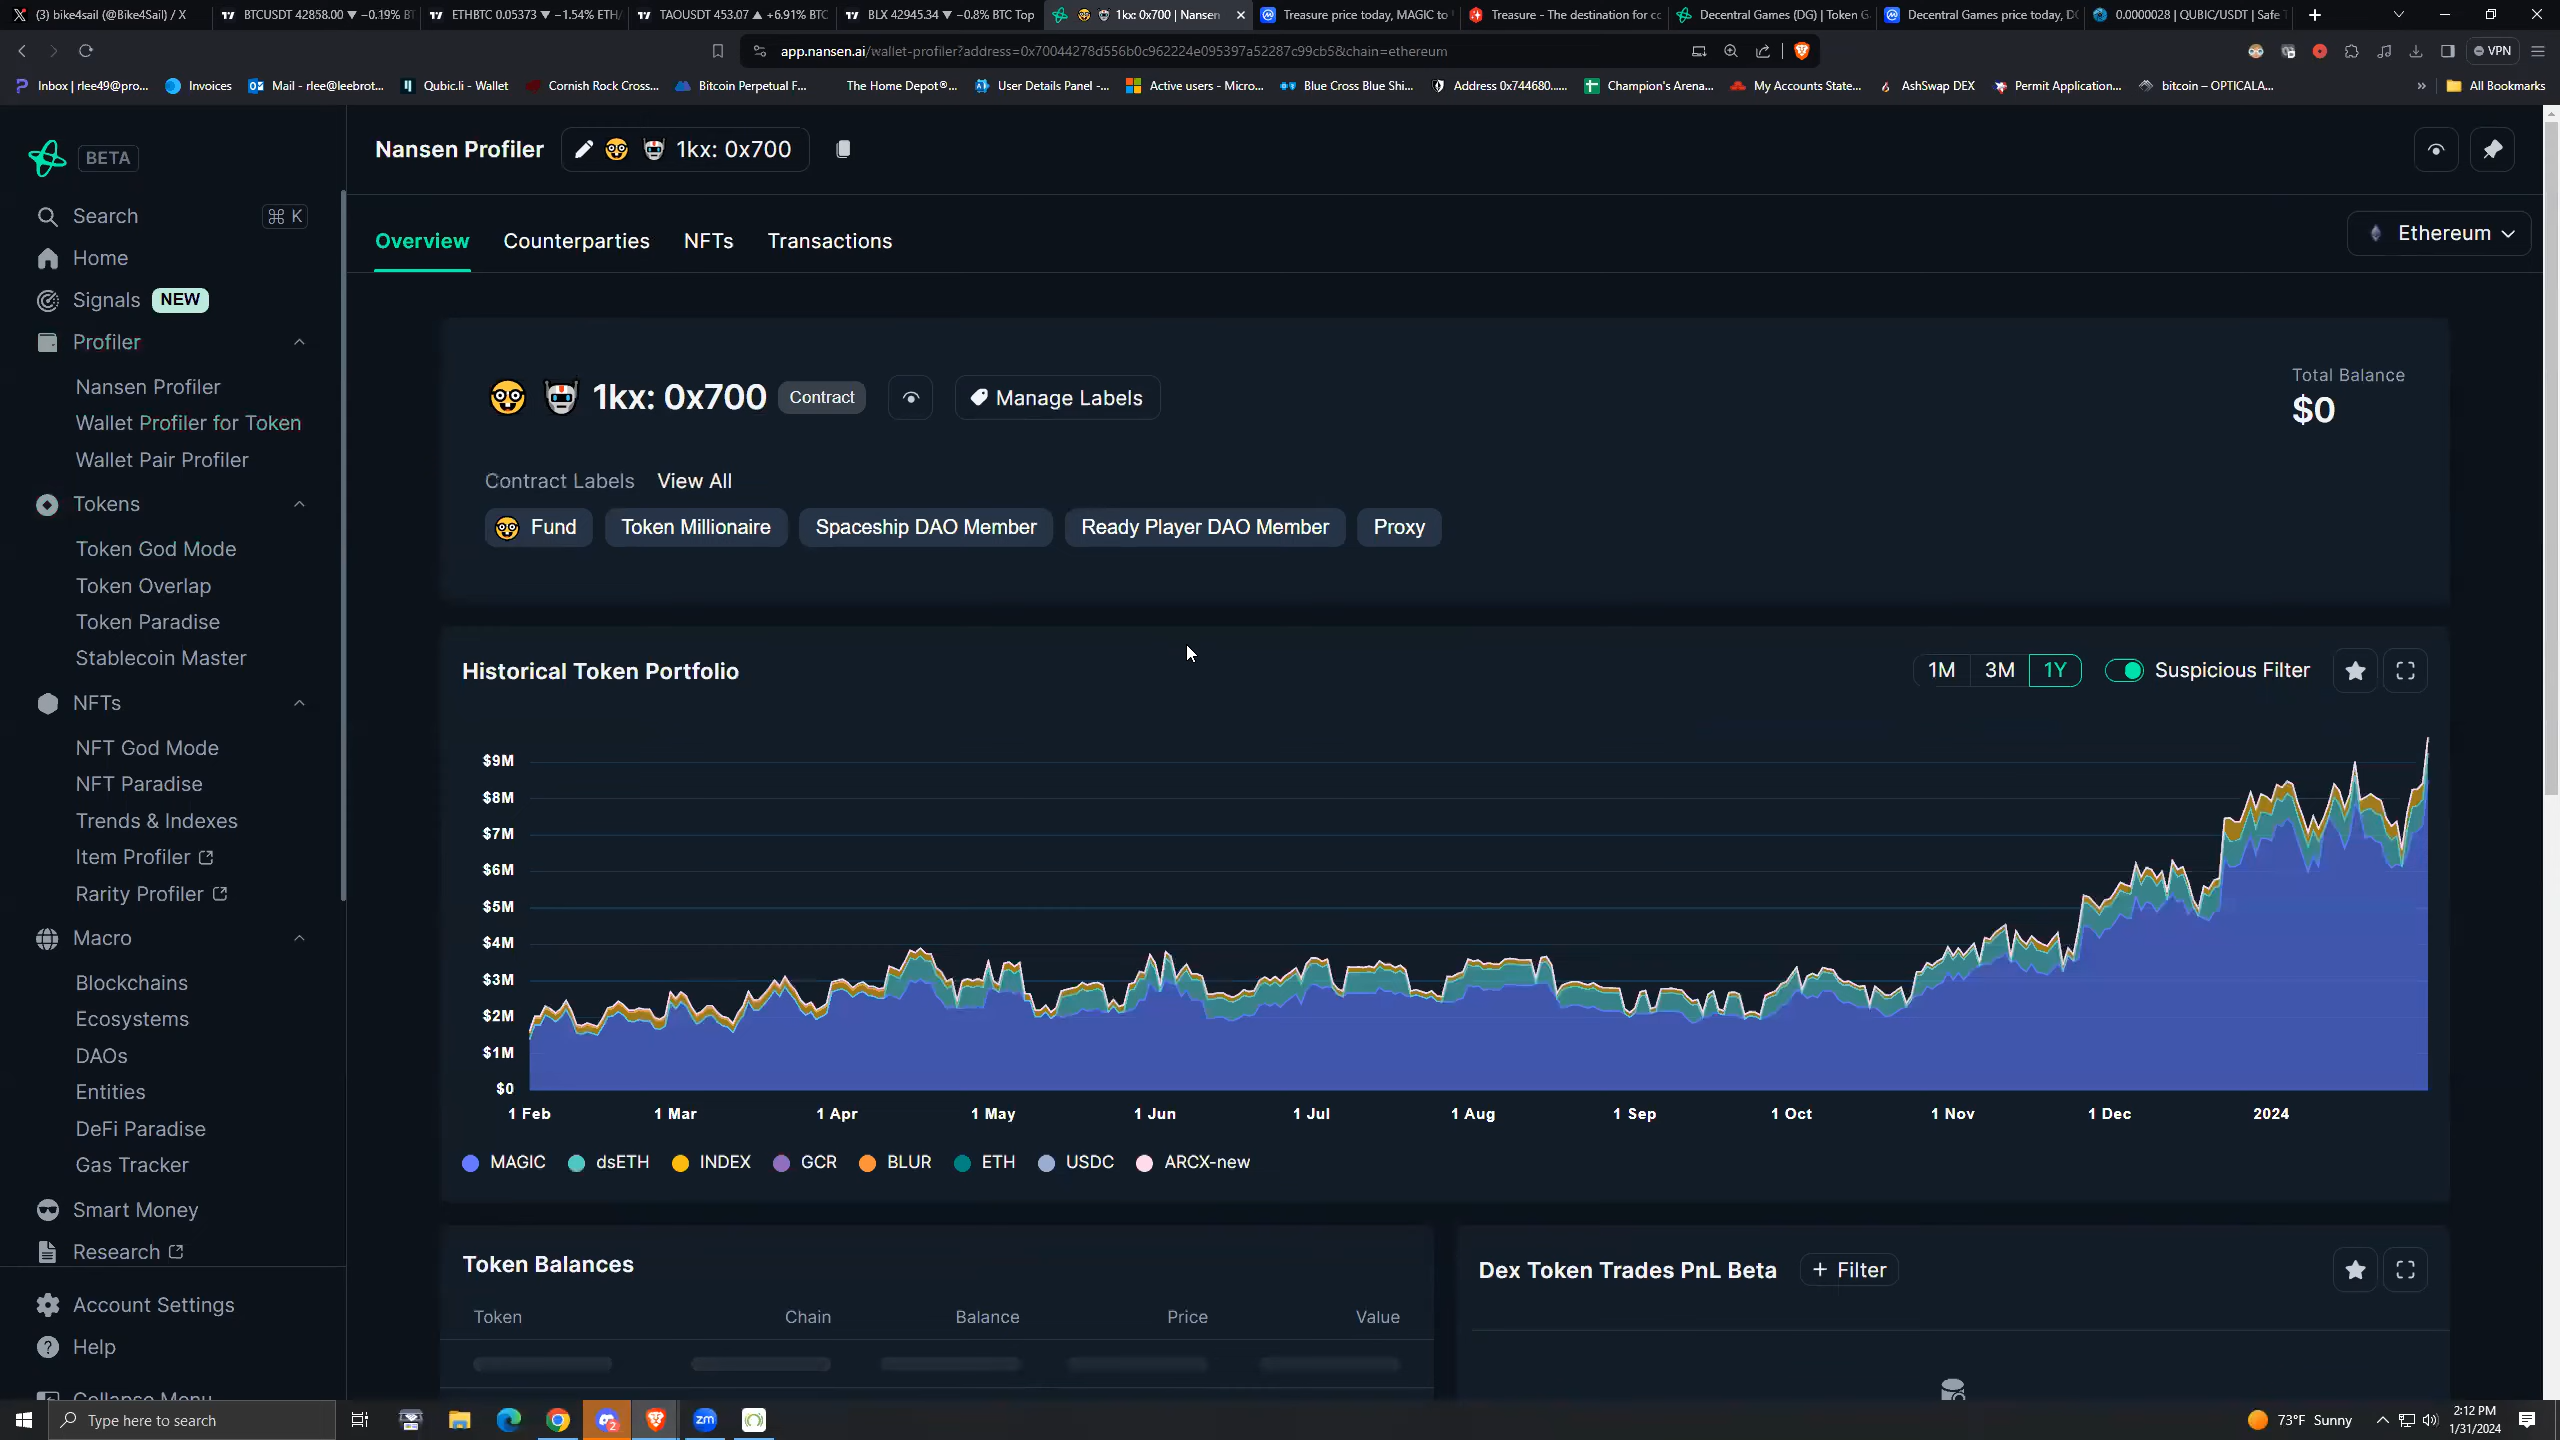 (3) bike4sail (@Bike4Sail) / X
BTCUSDT 42858.00 ▼ −0.19%
ETHBTC 0.05373 ▼ −1.54% ETH/
TAOUSDT 453.07 ▲ +6.91% BTC
BLX 42945.34 ▼ −0.8% BTC Top
1kx: 0x700 | Nansen
Treasure price today, MAGIC to
Treasure - The destination for co
Decentral Games (DG) | Token G
Decentral Games price today, D
0.0000028 | QUBIC/USDT | Safe
app.nansen.ai/wallet-profiler?address=0x70044278d556b0c962224e095397a52287c99cb5&chain=ethereum
VPN
Inbox | rlee49@pro...
Invoices
Mail - rlee@leebrot...
Qubic.li - Wallet
Cornish Rock Cross...
Bitcoin Perpetual F...
The Home Depot®...
User Details Panel -...
Active users - Micro...
Blue Cross Blue Shi...
Address 0x744680......
Champion's Arena...
My Accounts State...
AshSwap DEX
Permit Application...
bitcoin – OPTICALA...
»
All Bookmarks
BETA
Nansen Profiler
1kx: 0x700
Search
⌘ K
Home
Signals
NEW
Profiler
Nansen Profiler
Wallet Profiler for Token
Wallet Pair Profiler
Tokens
Token God Mode
Token Overlap
Token Paradise
Stablecoin Master
NFTs
NFT God Mode
NFT Paradise
Trends & Indexes
Item Profiler
Rarity Profiler
Macro
Blockchains
Ecosystems
DAOs
Entities
DeFi Paradise
Gas Tracker
Smart Money
Research
Account Settings
Help
Collapse Menu
Overview
Counterparties
NFTs
Transactions
Ethereum
1kx: 0x700
Contract
Manage Labels
Total Balance
$0
Contract Labels
View All
Fund
Token Millionaire
Spaceship DAO Member
Ready Player DAO Member
Proxy
Historical Token Portfolio
1M
3M
1Y
Suspicious Filter
$9M
$8M
$7M
$6M
$5M
$4M
$3M
$2M
$1M
$0
1 Feb
1 Mar
1 Apr
1 May
1 Jun
1 Jul
1 Aug
1 Sep
1 Oct
1 Nov
1 Dec
2024
MAGIC
dsETH
INDEX
GCR
BLUR
ETH
USDC
ARCX-new
Token Balances
Token
Chain
Balance
Price
Value
Dex Token Trades PnL Beta
+ Filter
Type here to search
2
zm
73°F Sunny
2:12 PM
1/31/2024